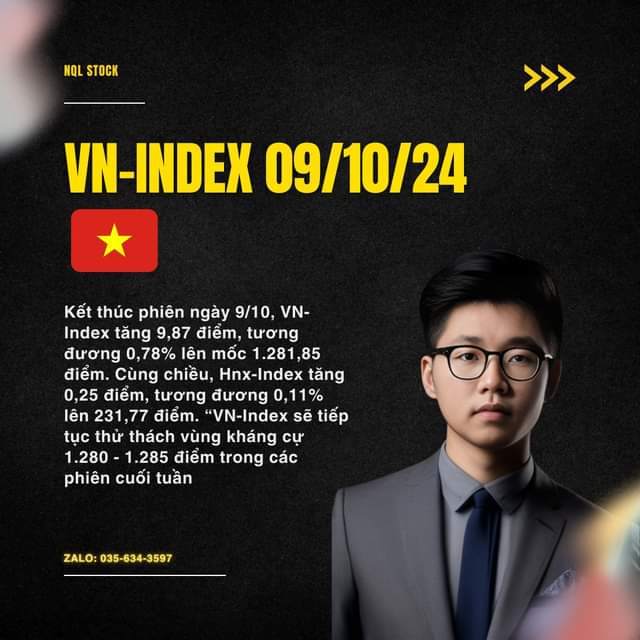 NQL STOCK
VN-INDEX 09/10/24
Kết thúc phiên ngày 9/10, VN-
Index tăng 9,87 điểm, tương
đương 0,78% lên mốc 1.281,85
điểm. Cùng chiều, Hnx-Index tăng
0,25 điểm, tương đương 0,11%
lên 231,77 điểm. “VN-Index sẽ tiếp
tục thử thách vùng kháng cự
1.280 - 1.285 điểm trong các
phiên cuối tuần
ZALO: 035-634-3597